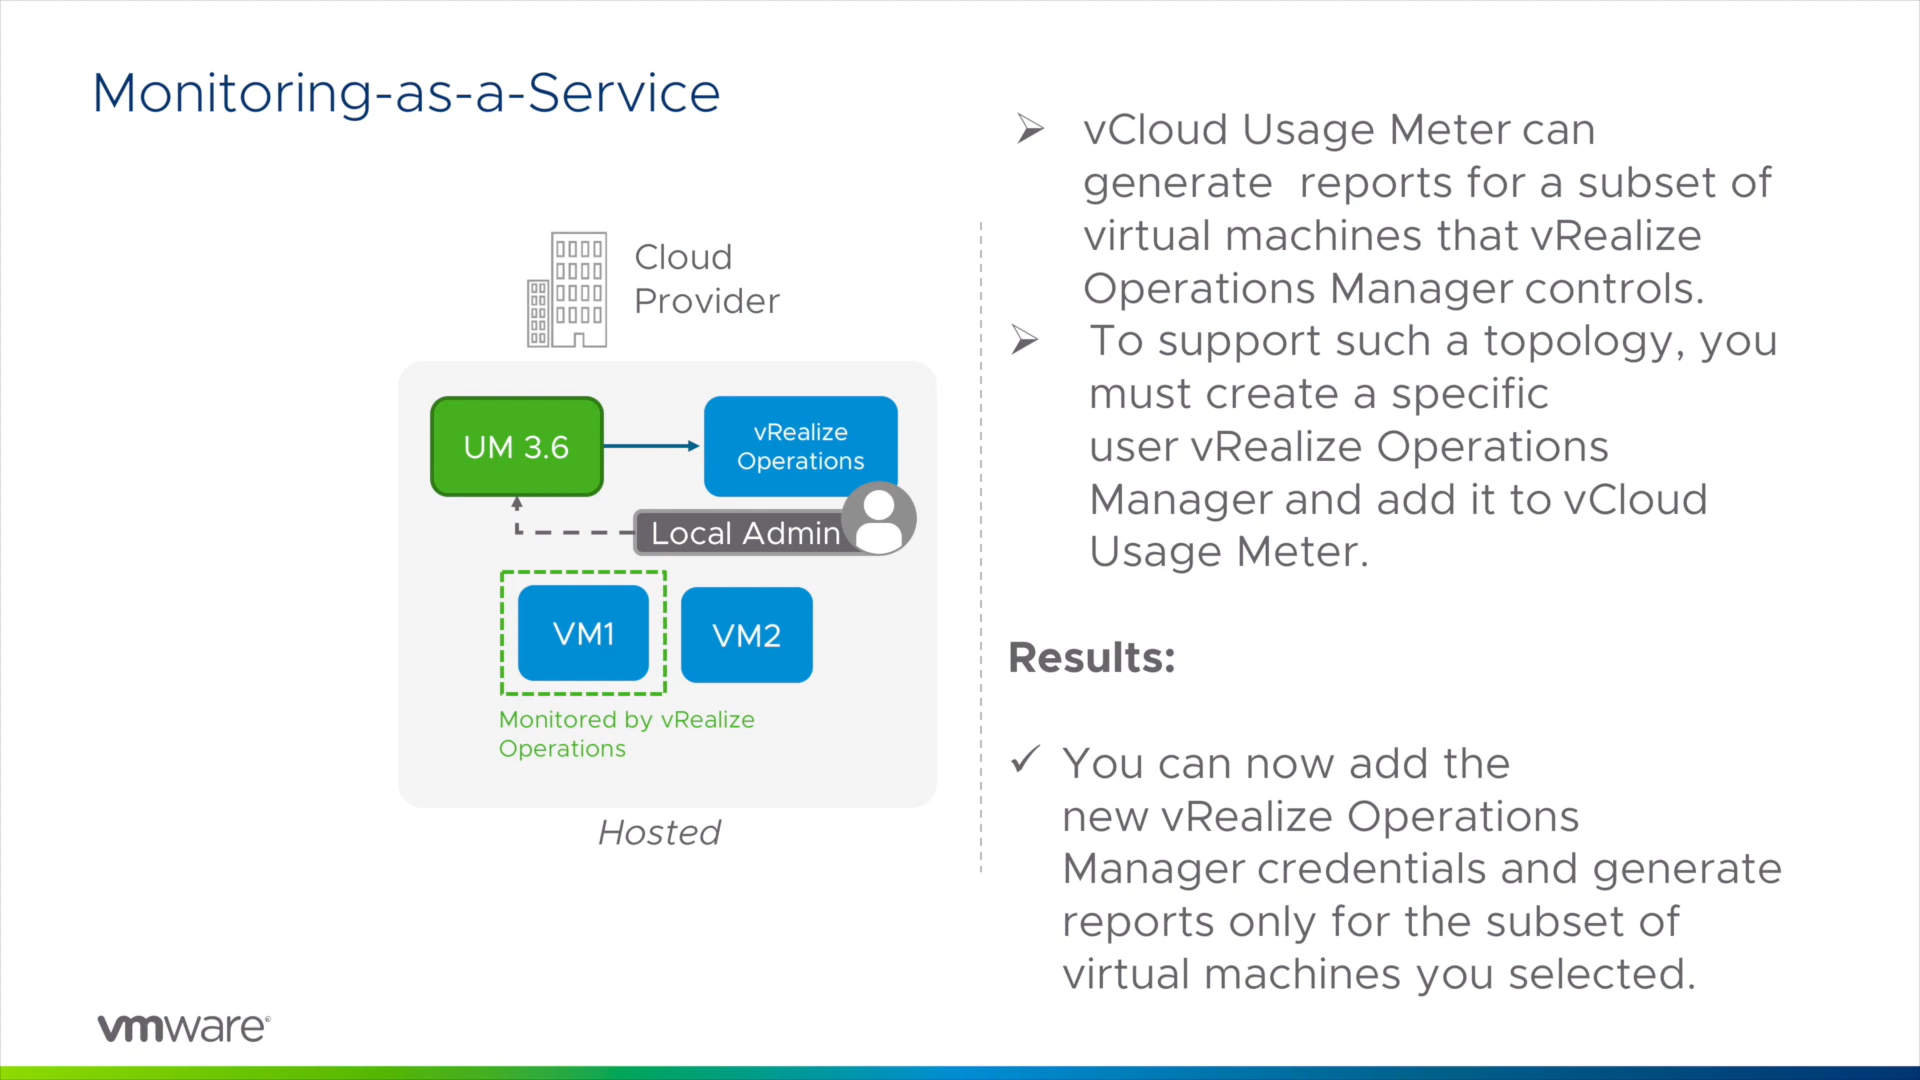 Monitoring-as-a-Service
Cloud
Provider
UM 3.6
vRealize
Operations
Local Admin
VM1
VM2
Monitored by vRealize
Operations
Hosted
vCloud Usage Meter can
generate reports for a subset of
virtual machines that vRealize
Operations Manager controls.
To support such a topology, you
must create a specific
user vRealize Operations
Manager and add it to vCloud
Usage Meter.
Results:
You can now add the
new vRealize Operations
Manager credentials and generate
reports only for the subset of
virtual machines you selected.
vmware®